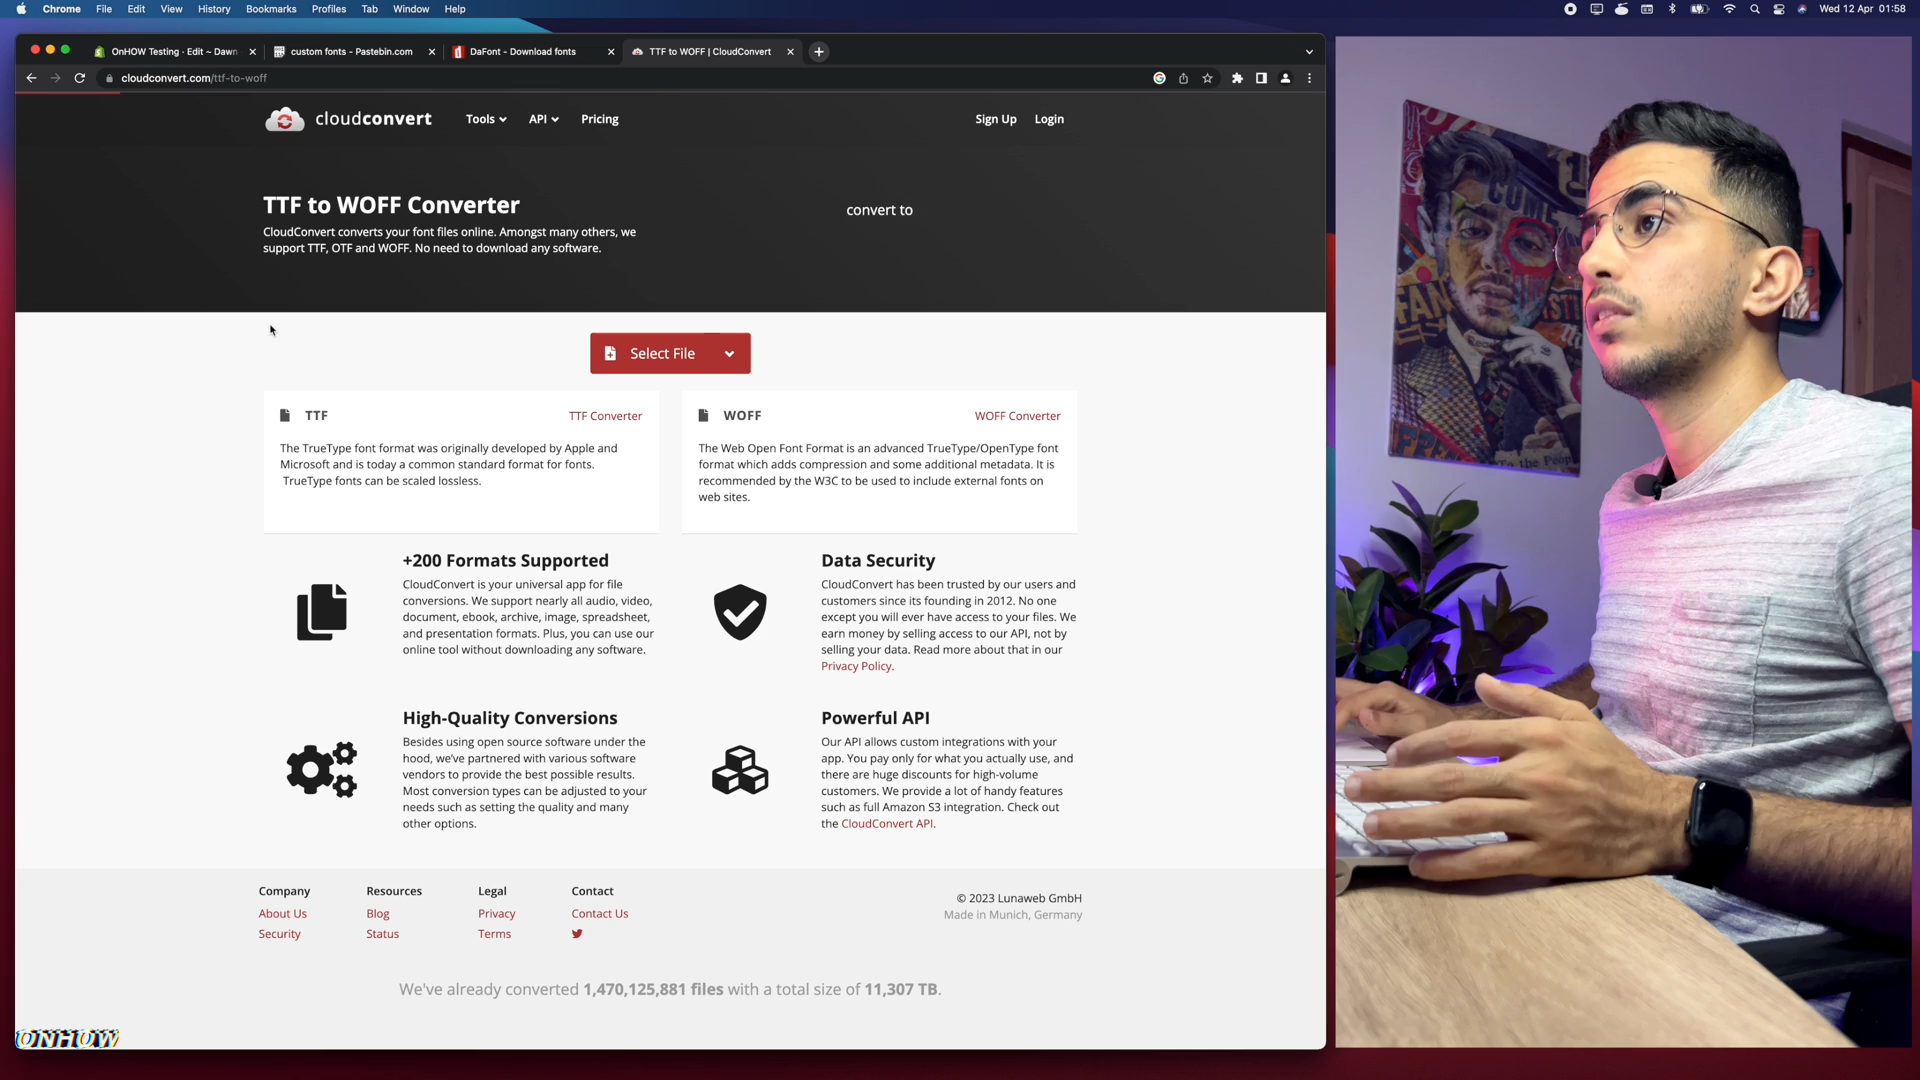 Chrome File Edit View History Bookmarks Profiles Tab Window Help Wed 12 Apr 01:58
OnHOW Testing · Edit ~ Dawn
custom fonts - Pastebin.com
DaFont - Download fonts
TTF to WOFF | CloudConvert
cloudconvert.com/ttf-to-woff
cloudconvert Tools API Pricing Sign Up Login
TTF to WOFF Converter
CloudConvert converts your font files online. Amongst many others, we
support TTF, OTF and WOFF. No need to download any software.
convert to
Select File
TTF TTF Converter
The TrueType font format was originally developed by Apple and
Microsoft and is today a common standard format for fonts.
TrueType fonts can be scaled lossless.
WOFF WOFF Converter
The Web Open Font Format is an advanced TrueType/OpenType font
format which adds compression and some additional metadata. It is
recommended by the W3C to be used to include external fonts on
web sites.
+200 Formats Supported
CloudConvert is your universal app for file
conversions. We support nearly all audio, video,
document, ebook, archive, image, spreadsheet,
and presentation formats. Plus, you can use our
online tool without downloading any software.
Data Security
CloudConvert has been trusted by our users and
customers since its founding in 2012. No one
except you will ever have access to your files. We
earn money by selling access to our API, not by
selling your data. Read more about that in our
Privacy Policy.
High-Quality Conversions
Besides using open source software under the
hood, we've partnered with various software
vendors to provide the best possible results.
Most conversion types can be adjusted to your
needs such as setting the quality and many
other options.
Powerful API
Our API allows custom integrations with your
app. You pay only for what you actually use, and
there are huge discounts for high-volume
customers. We provide a lot of handy features
such as full Amazon S3 integration. Check out
the CloudConvert API.
Company
About Us
Security
Resources
Blog
Status
Legal
Privacy
Terms
Contact
Contact Us
© 2023 Lunaweb GmbH
Made in Munich, Germany
We've already converted 1,470,125,881 files with a total size of 11,307 TB.
ONHOW
to the People